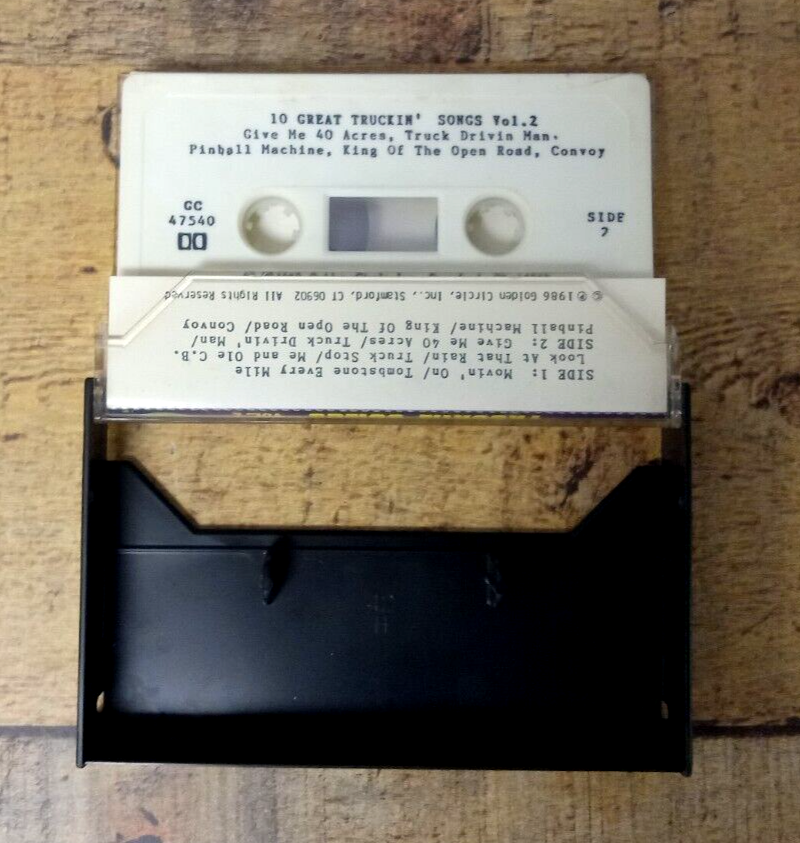 10 GREAT TRUCKIN' SONGS Vol.2
Give Me 40 Acres, Truck Drivin Man.
Pinball Machine, King Of The Open Road, Convoy
GC
47540
SIDE
2
SIDE 1: Movin' On/ Tombstone Every Mile
Look At That Rain/ Truck Stop/ Me and Ole C.B.
SIDE 2: Give Me 40 Acres/ Truck Drivin' Man/
Pinball Machine/ King Of The Open Road/ Convoy
©℗1986 Golden Circle, Inc., Stamford, CT 06902 All Rights Reserved